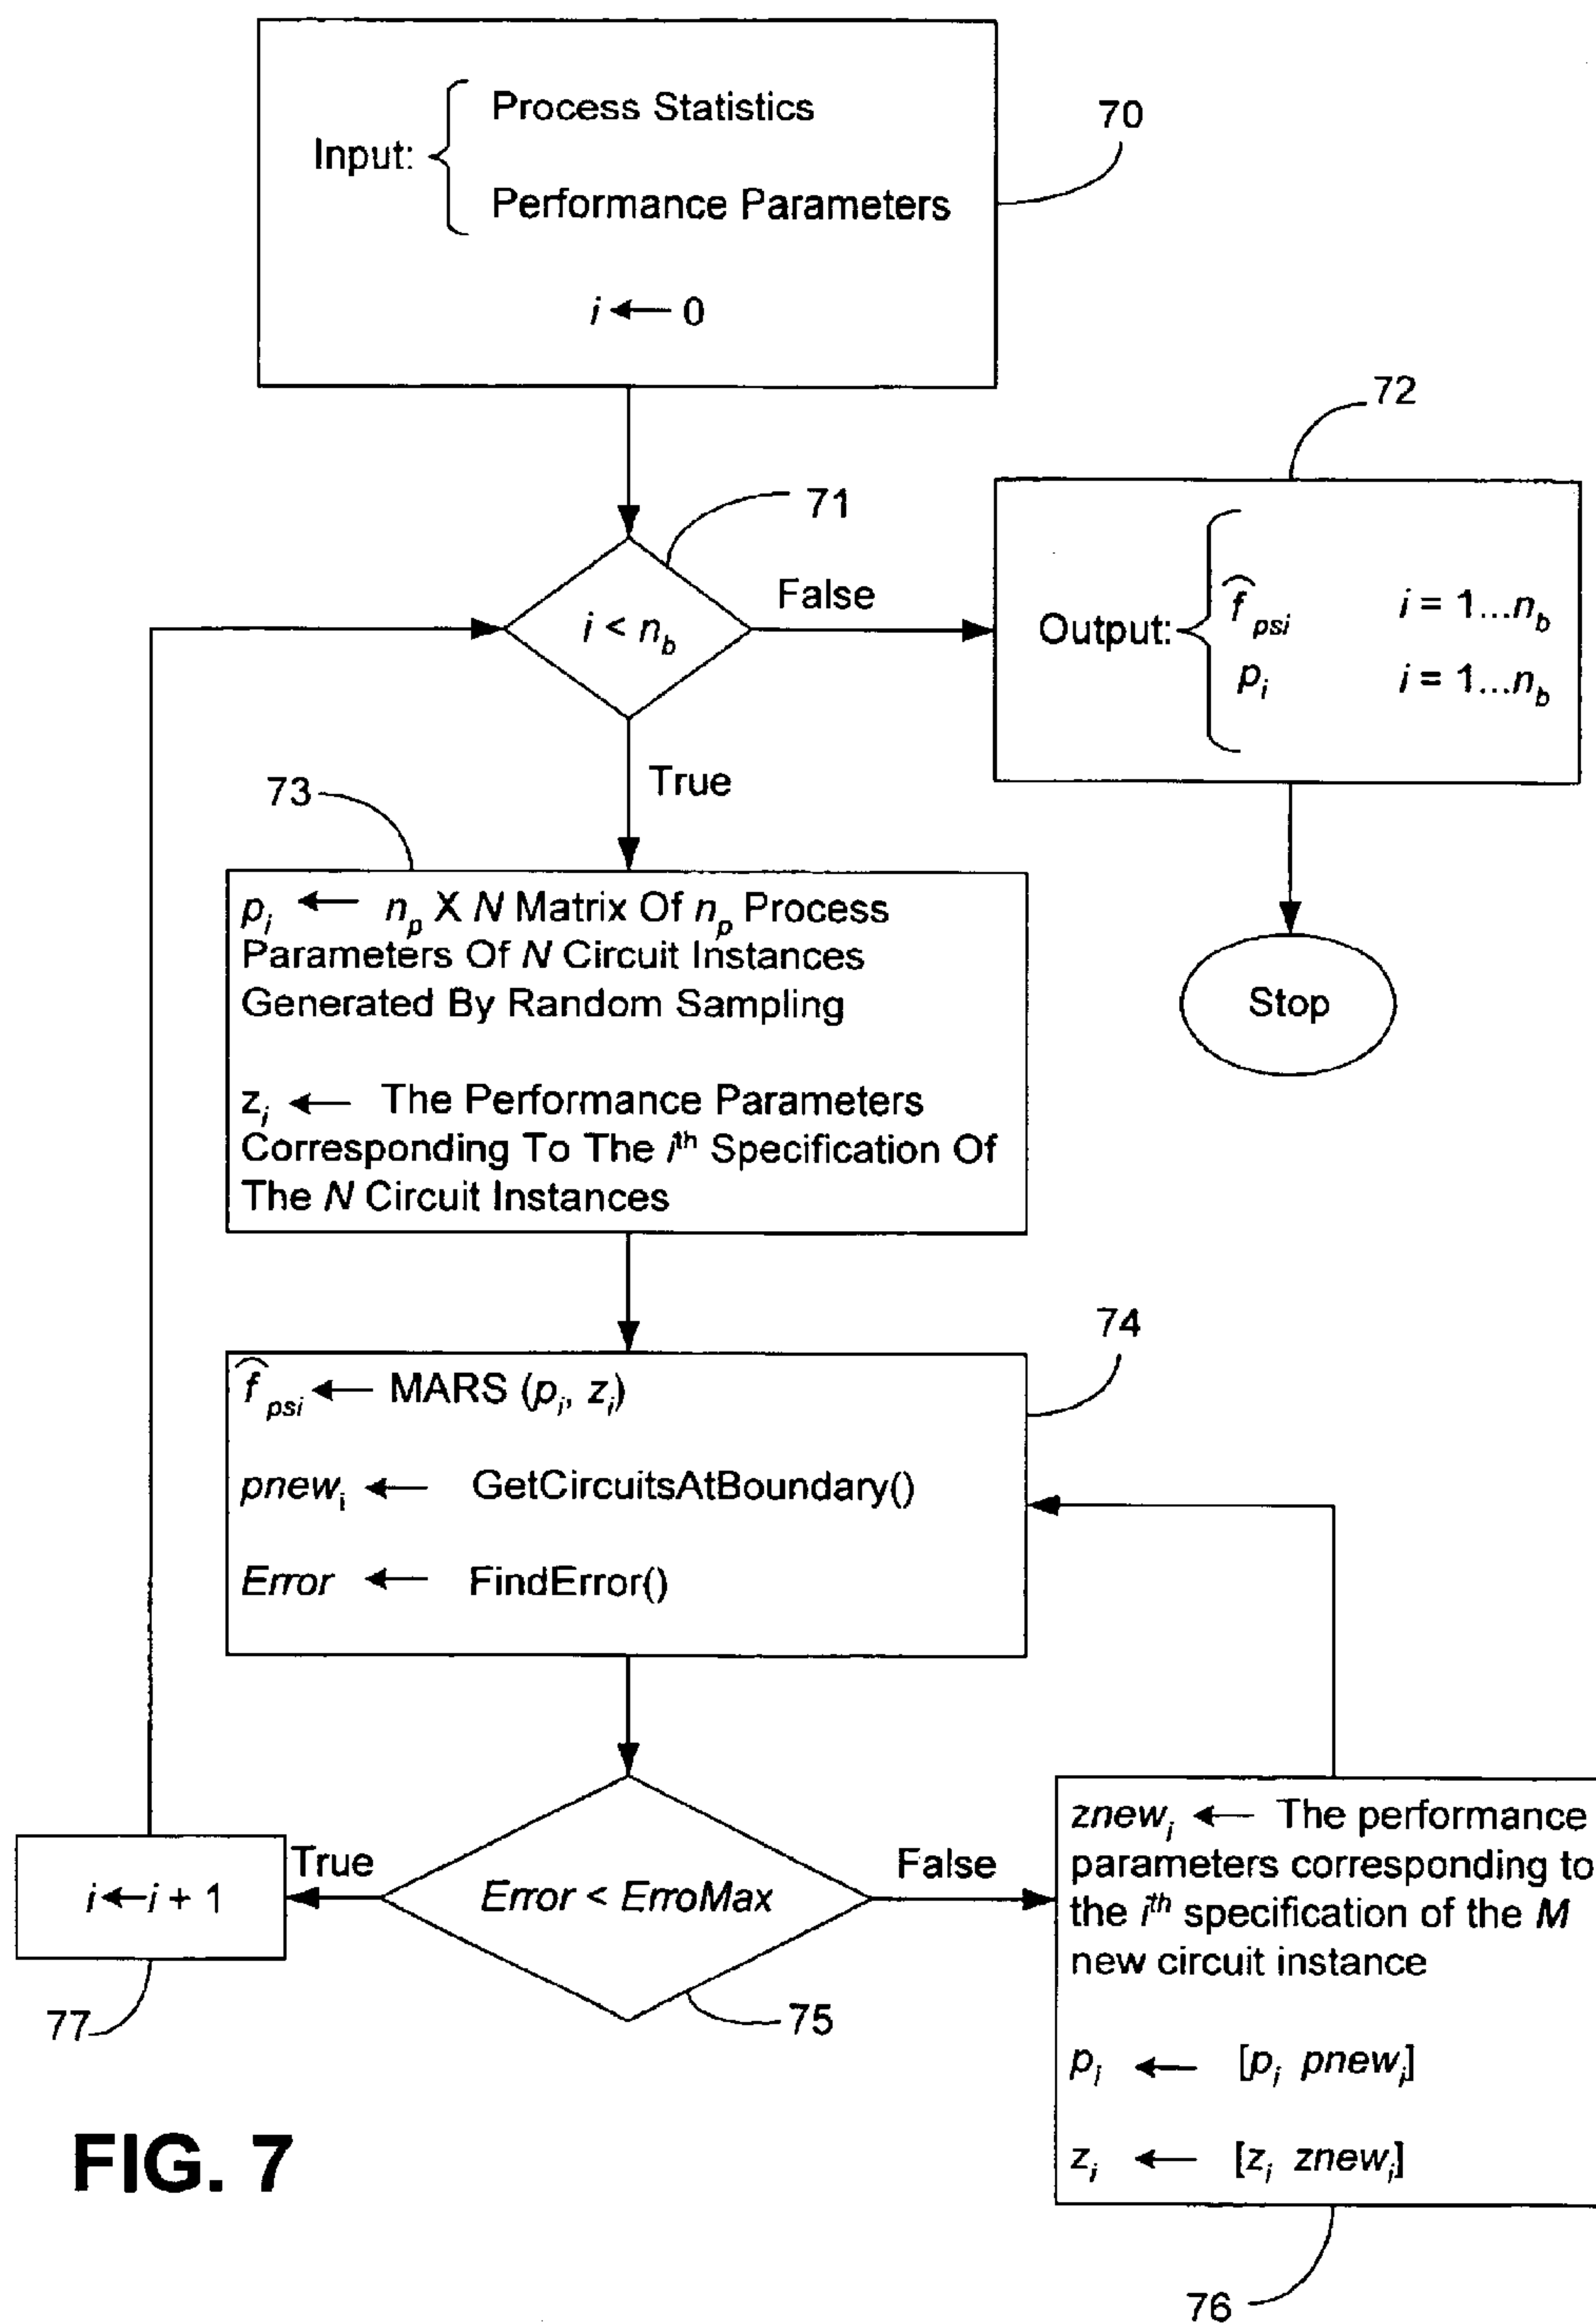 Input:
Process Statistics
Performance Parameters
i ← 0
70
71
i < n_b
False
True
72
Output:
f̂_psi i = 1...n_b
p_i i = 1...n_b
Stop
73
p_i ← n_p X N Matrix Of n_p Process
Parameters Of N Circuit Instances
Generated By Random Sampling
z_i ← The Performance Parameters
Corresponding To The i^th Specification Of
The N Circuit Instances
74
f̂_psi ← MARS (p_i, z_i)
pnew_i ← GetCircuitsAtBoundary()
Error ← FindError()
75
Error < ErroMax
True
False
i ← i + 1
77
znew_i ← The performance
parameters corresponding to
the i^th specification of the M
new circuit instance
p_i ← [p_i pnew_i]
z_i ← [z_i znew_i]
76
FIG. 7